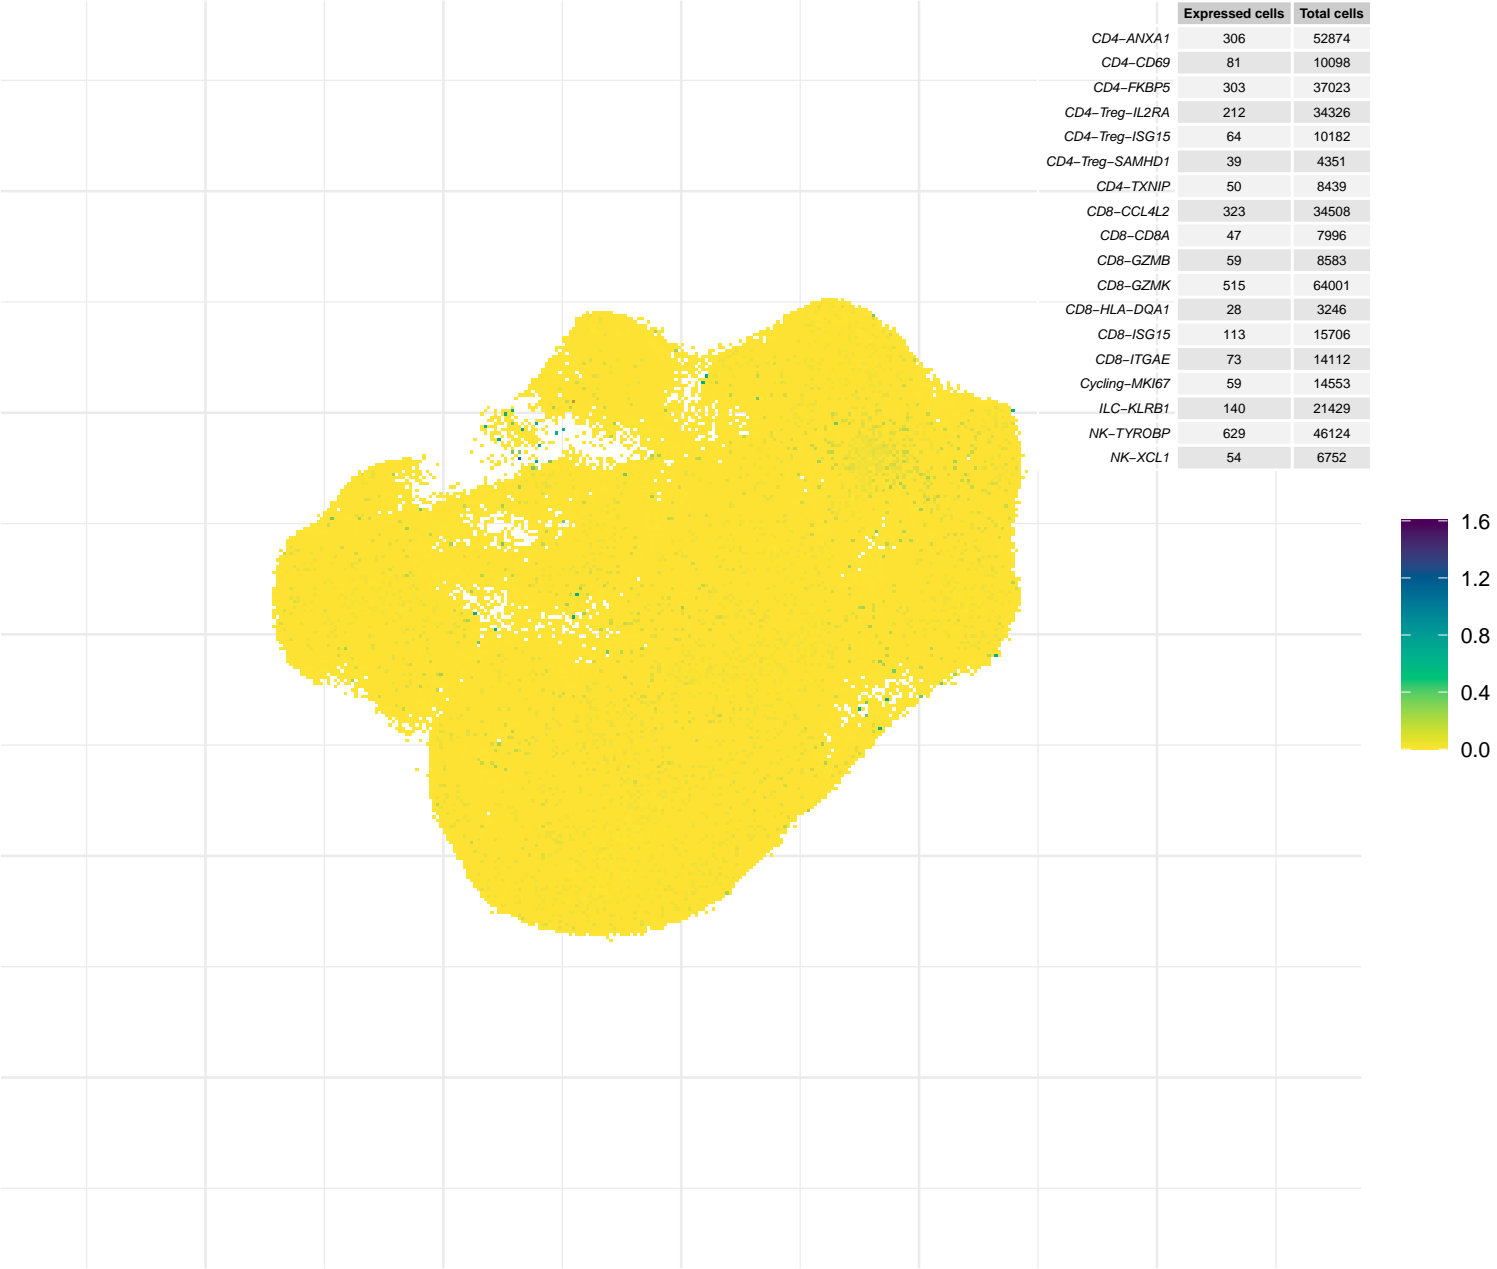 Expressed cells Total cells
CD4−ANXA1 306 52874
CD4−CD69 81 10098
CD4−FKBP5 303 37023
CD4−Treg−IL2RA 212 34326
CD4−Treg−ISG15 64 10182
CD4−Treg−SAMHD1 39 4351
CD4−TXNIP 50 8439
CD8−CCL4L2 323 34508
CD8−CD8A 47 7996
CD8−GZMB 59 8583
CD8−GZMK 515 64001
CD8−HLA−DQA1 28 3246
CD8−ISG15 113 15706
CD8−ITGAE 73 14112
Cycling−MKI67 59 14553
ILC−KLRB1 140 21429
NK−TYROBP 629 46124
NK−XCL1 54 6752
1.6
1.2
0.8
0.4
0.0